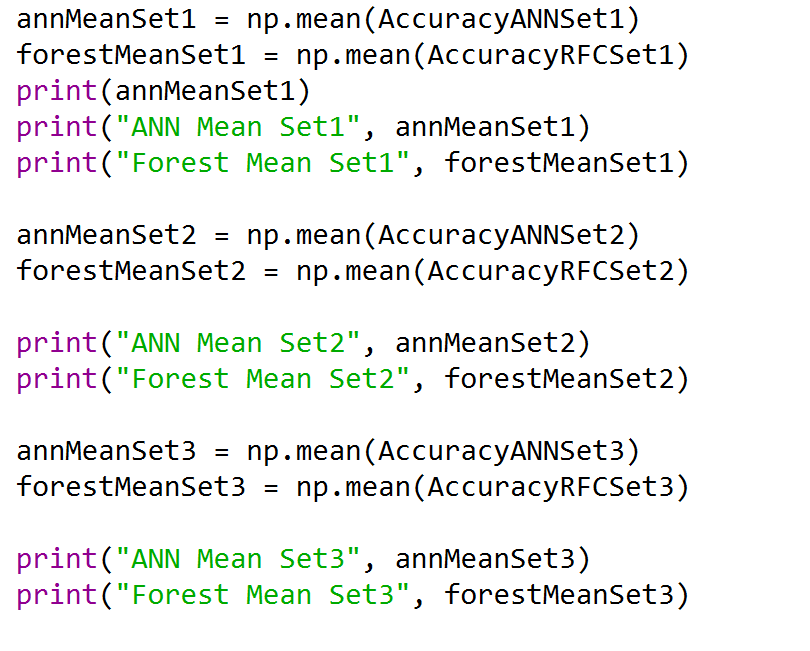 annMeanSet1 = np.mean(AccuracyANNSet1)
forestMeanSet1 = np.mean(AccuracyRFCSet1)
print(annMeanSet1)
print("ANN Mean Set1", annMeanSet1)
print("Forest Mean Set1", forestMeanSet1)
annMeanSet2 = np.mean(AccuracyANNSet2)
forestMeanSet2 = np.mean(AccuracyRFCSet2)
print("ANN Mean Set2", annMeanSet2)
print("Forest Mean Set2", forestMeanSet2)
annMeanSet3 = np.mean(AccuracyANNSet3)
forestMeanSet3 = np.mean(AccuracyRFCSet3)
print("ANN Mean Set3", annMeanSet3)
print("Forest Mean Set3", forestMeanSet3)